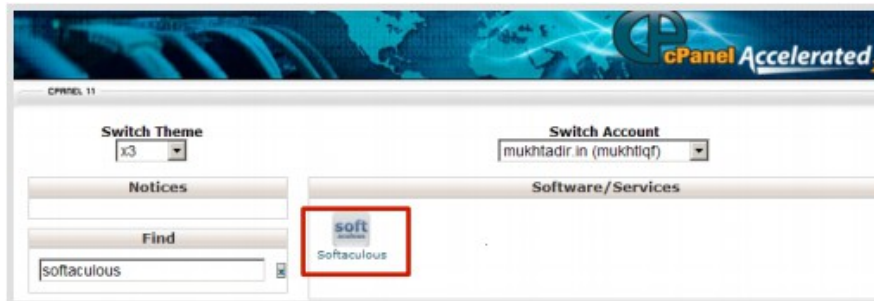 cPanel Accelerated
CPANEL 11
Switch Theme
x3
Switch Account
mukhtadir.in (mukhtiqf)
Notices
Software/Services
soft
Softaculous
Find
softaculous